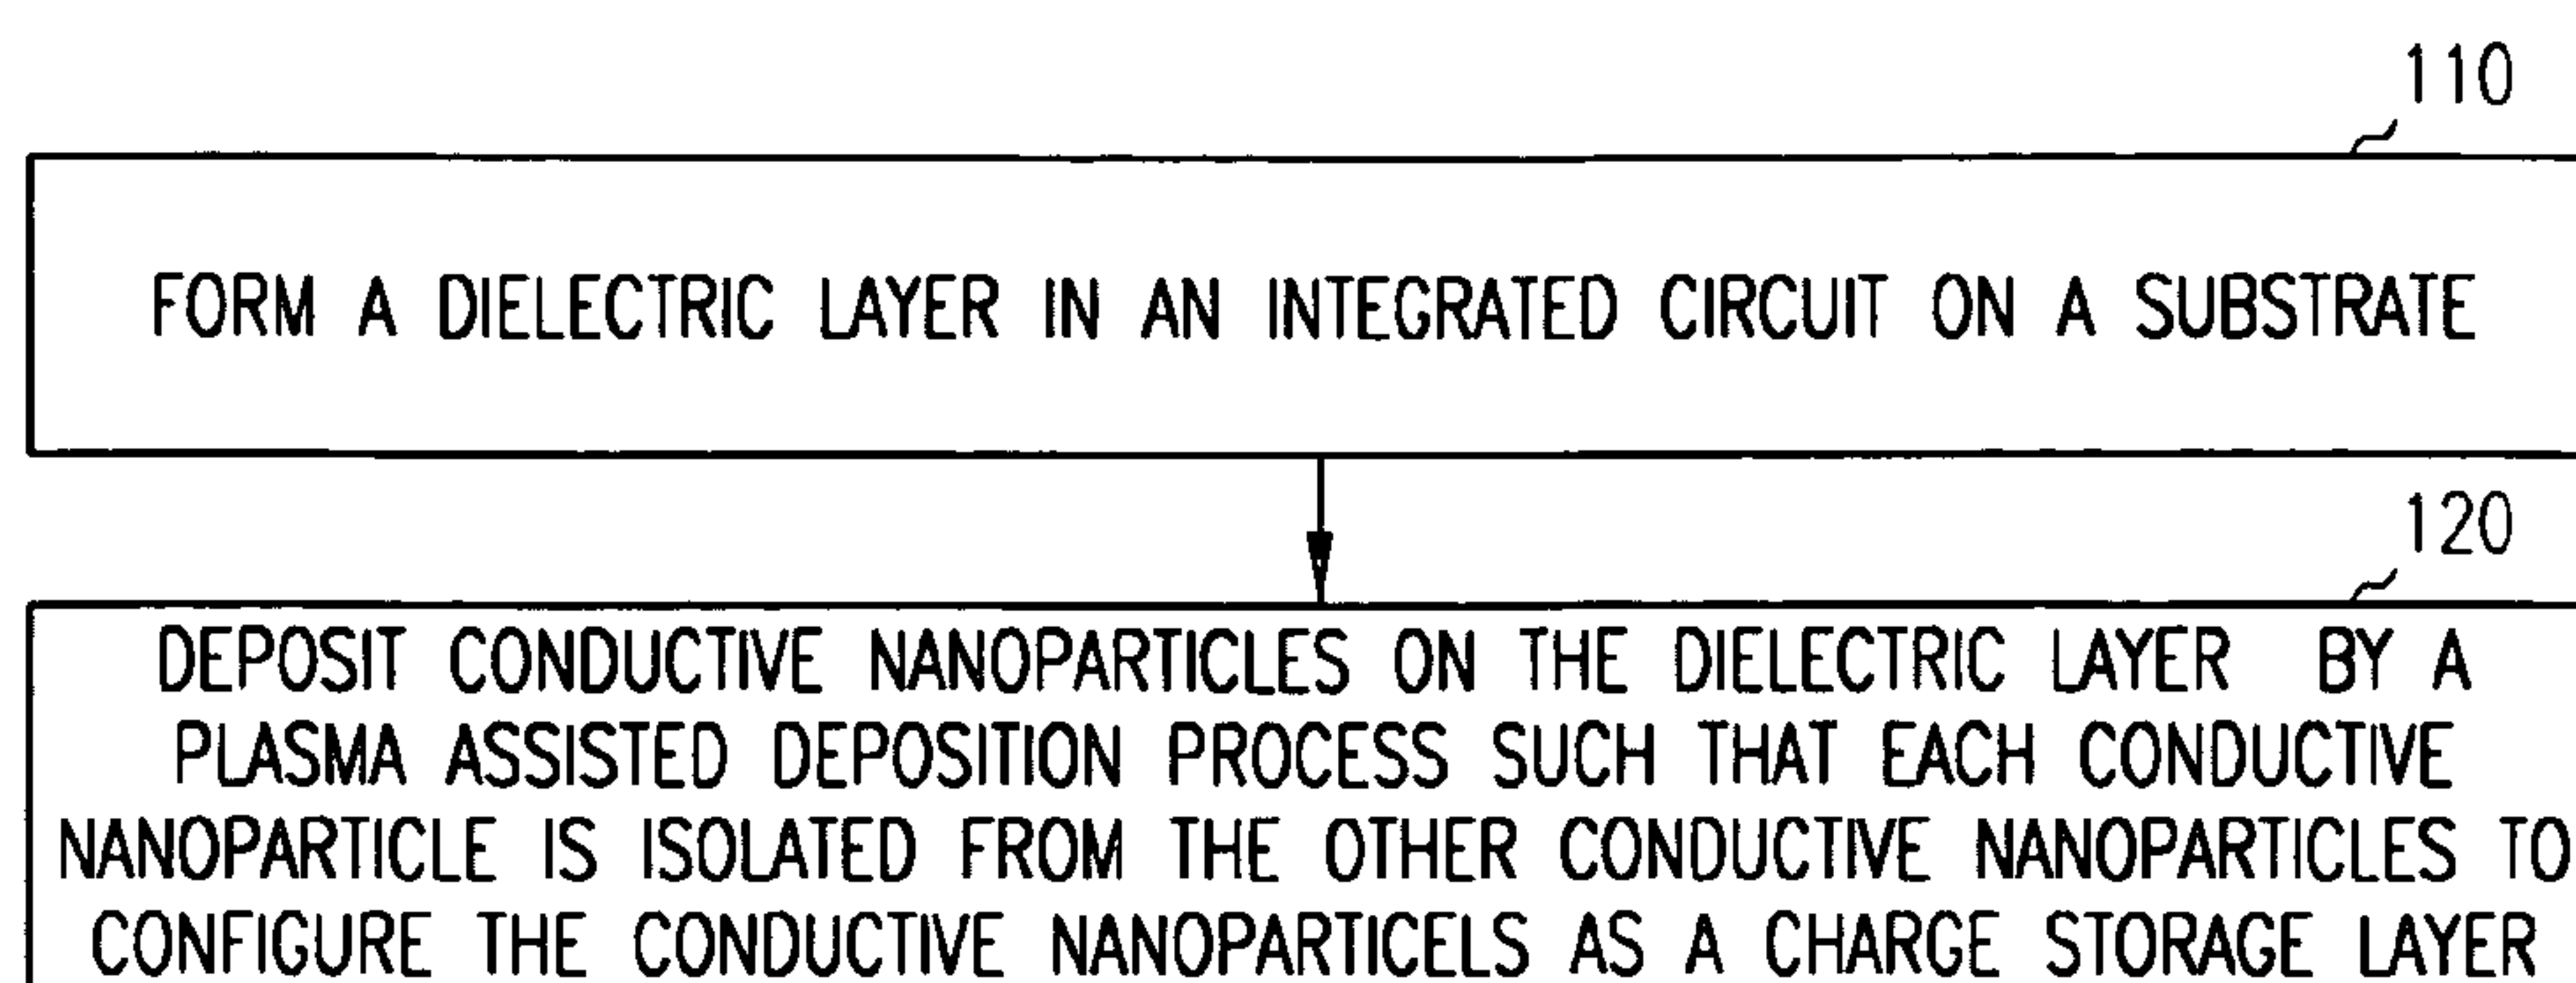 110
FORM A DIELECTRIC LAYER IN AN INTEGRATED CIRCUIT ON A SUBSTRATE
120
DEPOSIT CONDUCTIVE NANOPARTICLES ON THE DIELECTRIC LAYER BY A
PLASMA ASSISTED DEPOSITION PROCESS SUCH THAT EACH CONDUCTIVE
NANOPARTICLE IS ISOLATED FROM THE OTHER CONDUCTIVE NANOPARTICLES TO
CONFIGURE THE CONDUCTIVE NANOPARTICELS AS A CHARGE STORAGE LAYER